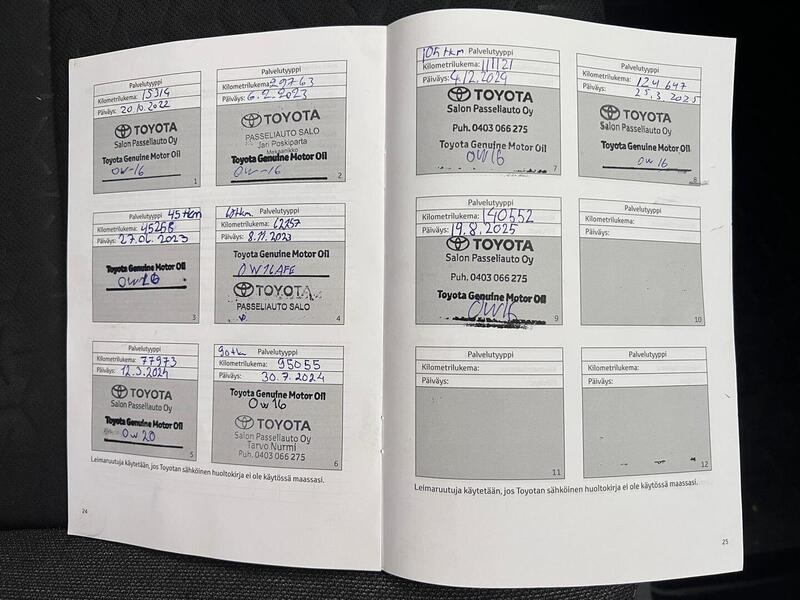 Palvelutyyppi
Kilometrilukema: 15314
Päiväys: 20.10.2022
TOYOTA
Salon Passeliauto Oy
Toyota Genuine Motor Oil
0W-16
1
Palvelutyyppi
Kilometrilukema: 29763
Päiväys: 6.2.2023
TOYOTA
PASSELIAUTO SALO
Jari Poskiparta
Mekaanikko
Toyota Genuine Motor Oil
0W-16
2
Palvelutyyppi 45tkm
Kilometrilukema: 45258
Päiväys: 27.06.2023
Toyota Genuine Motor Oil
0W16
3
Palvelutyyppi
Kilometrilukema: 62157
Päiväys: 8.11.2023
Toyota Genuine Motor Oil
0W16AFE
TOYOTA
PASSELIAUTO SALO
4
Palvelutyyppi
Kilometrilukema: 77973
Päiväys: 12.3.2024
TOYOTA
Salon Passeliauto Oy
Toyota Genuine Motor Oil
0W20
5
90tkm Palvelutyyppi
Kilometrilukema: 95055
Päiväys: 30.7.2024
Toyota Genuine Motor Oil
0W16
TOYOTA
Salon Passeliauto Oy
Tarvo Nurmi
Puh. 0403 066 275
6
Leimaruutuja käytetään, jos Toyotan sähköinen huoltokirja ei ole käytössä maassasi.
24
105tkm Palvelutyyppi
Kilometrilukema: 111121
Päiväys: 4.12.2024
TOYOTA
Salon Passeliauto Oy
Puh. 0403 066 275
Toyota Genuine Motor Oil
0W16
7
Palvelutyyppi
Kilometrilukema: 124647
Päiväys: 25.3.2025
TOYOTA
Salon Passeliauto Oy
Toyota Genuine Motor Oil
0W16
8
Palvelutyyppi
Kilometrilukema: 140552
Päiväys: 19.8.2025
TOYOTA
Salon Passeliauto Oy
Puh. 0403 066 275
Toyota Genuine Motor Oil
0W16
9
Palvelutyyppi
Kilometrilukema:
Päiväys:
10
Palvelutyyppi
Kilometrilukema:
Päiväys:
11
Palvelutyyppi
Kilometrilukema:
Päiväys:
12
Leimaruutuja käytetään, jos Toyotan sähköinen huoltokirja ei ole käytössä maassasi.
25